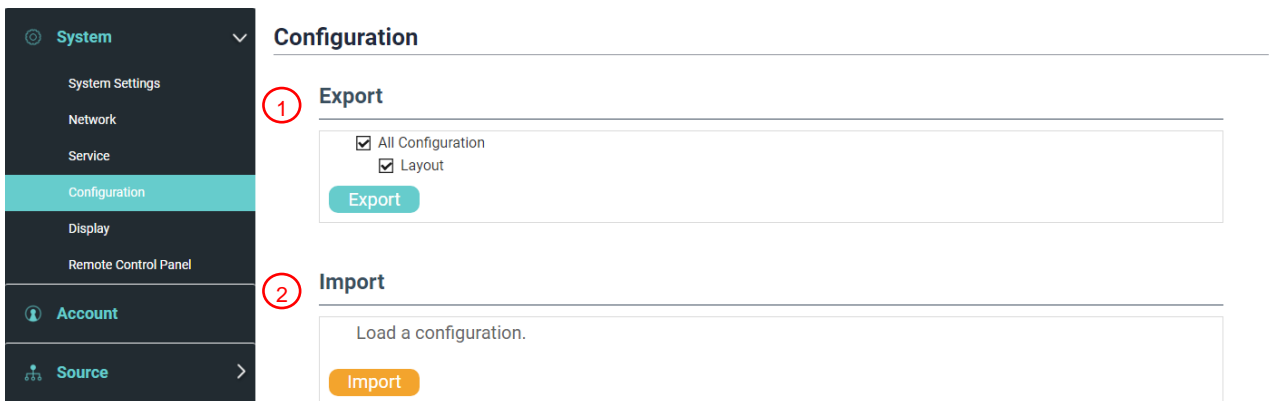 System
System Settings
Network
Service
Configuration
Display
Remote Control Panel
Account
Source
Configuration
1
Export
All Configuration
Layout
Export
2
Import
Load a configuration.
Import